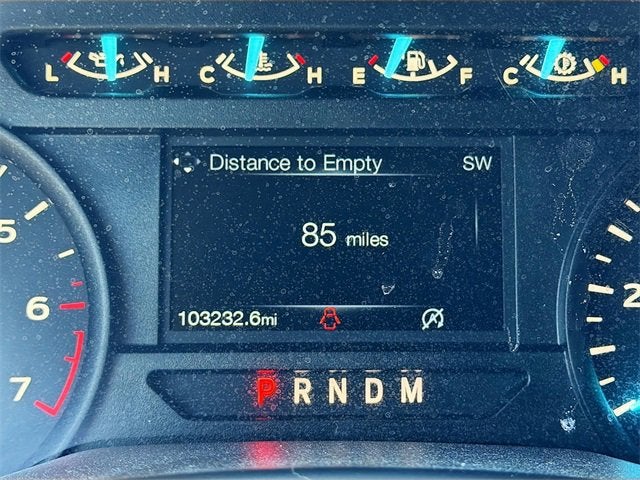 L H C H E F C H
Distance to Empty SW
5
85 miles
6
2
103232.6mi
7
P R N D M